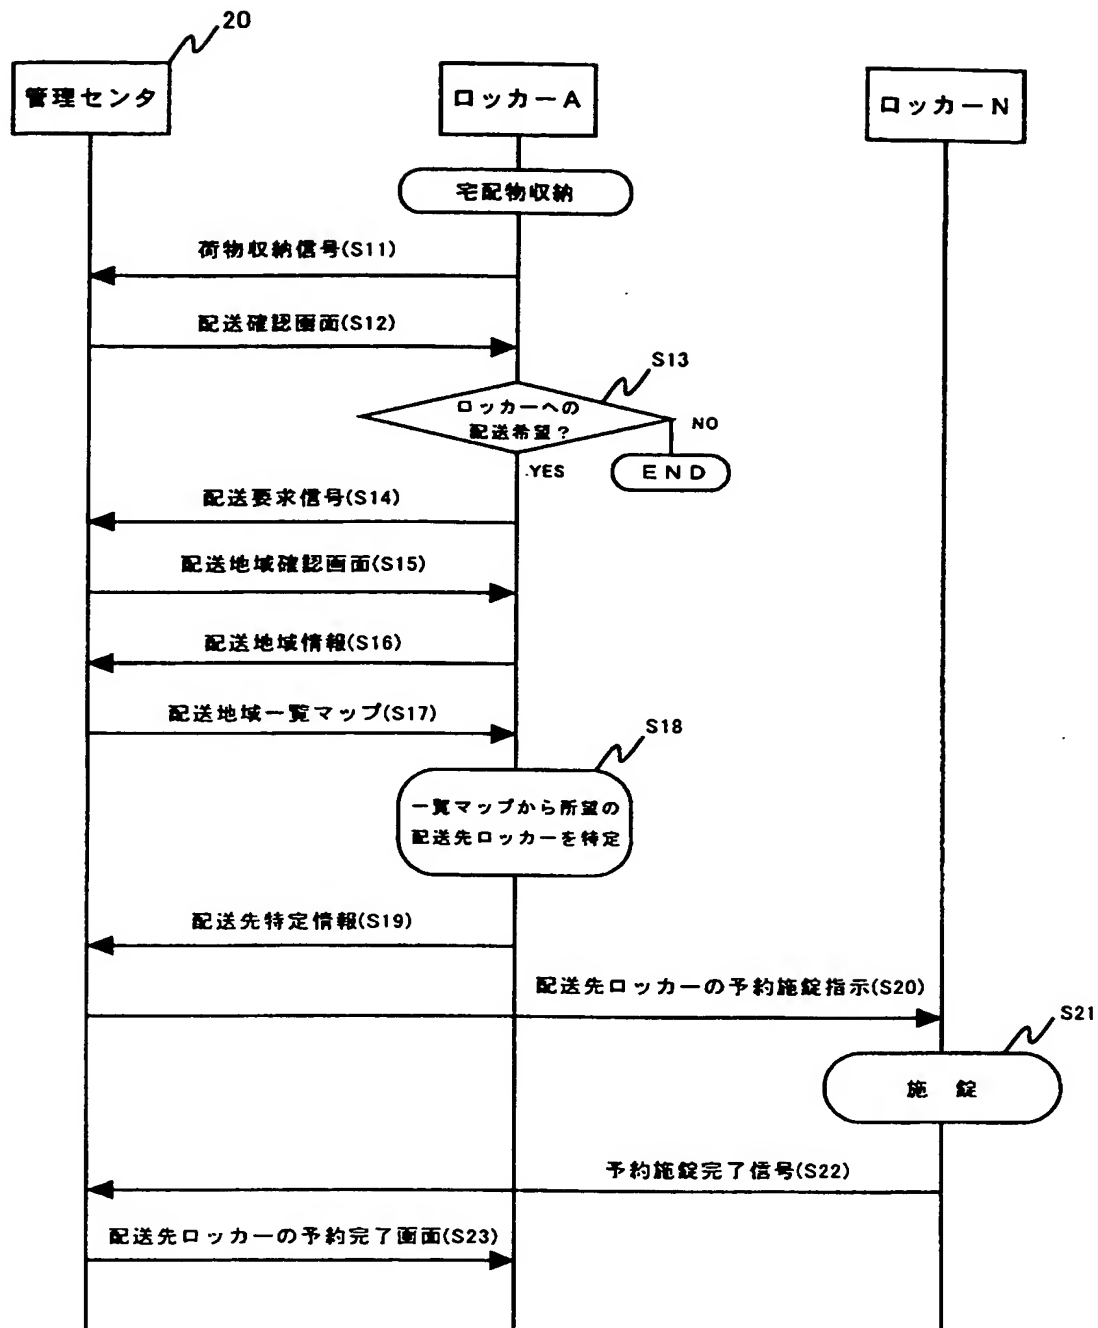 20
管理センタ
ロッカーA
ロッカーN
宅配物収納
荷物収納信号(S11)
配送確認画面(S12)
S13
ロッカーへの
配送希望？
NO
YES
END
配送要求信号(S14)
配送地域確認画面(S15)
配送地域情報(S16)
配送地域一覧マップ(S17)
S18
一覧マップから所望の
配送先ロッカーを特定
配送先特定情報(S19)
配送先ロッカーの予約施錠指示(S20)
S21
施 錠
予約施錠完了信号(S22)
配送先ロッカーの予約完了画面(S23)